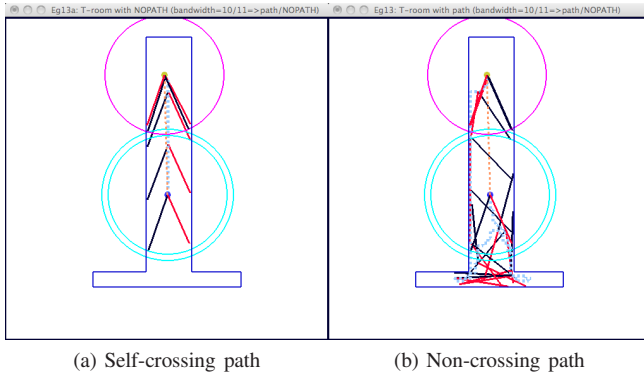 Eg13a: T-room with NOPATH (bandwidth=10/11=>path/NOPATH)
Eg13: T-room with path (bandwidth=10/11=>path/NOPATH)
(a) Self-crossing path
(b) Non-crossing path